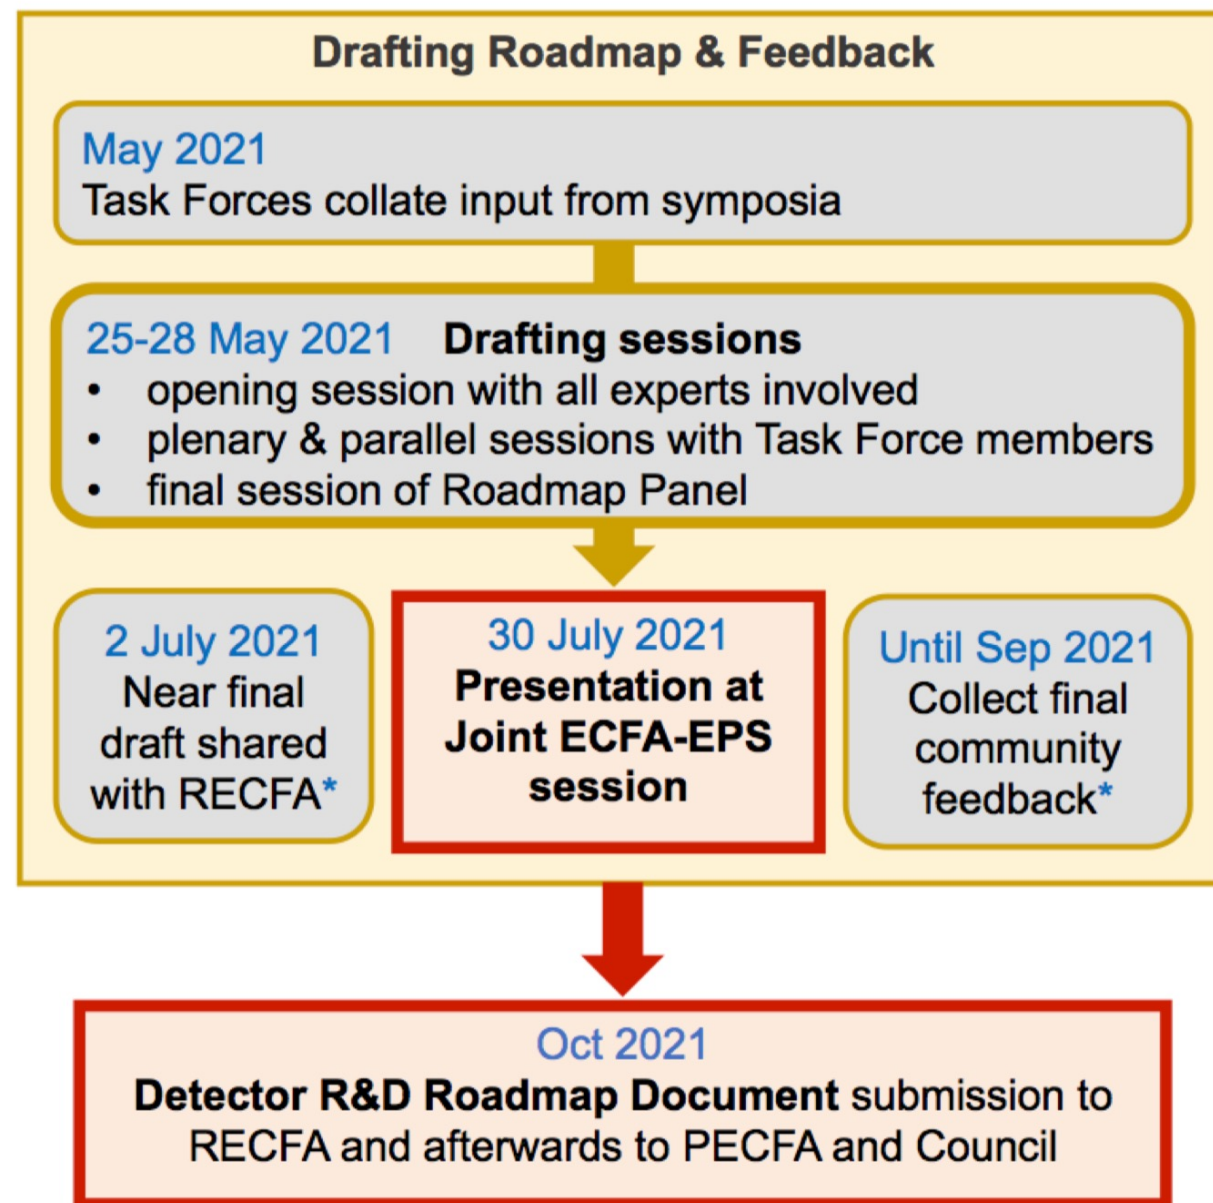 Drafting Roadmap & Feedback
May 2021
Task Forces collate input from symposia
25-28 May 2021 Drafting sessions
• opening session with all experts involved
• plenary & parallel sessions with Task Force members
• final session of Roadmap Panel
2 July 2021
Near final
draft shared
with RECFA*
30 July 2021
Presentation at
Joint ECFA-EPS
session
Until Sep 2021
Collect final
community
feedback*
Oct 2021
Detector R&D Roadmap Document submission to
RECFA and afterwards to PECFA and Council